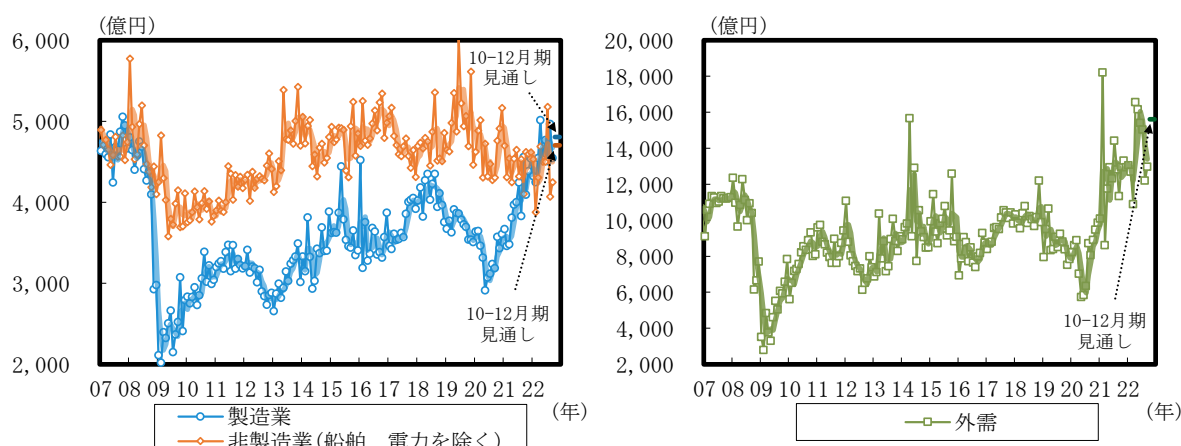 (億円)
6,000
5,000
4,000
3,000
2,000
10-12月期
見通し
10-12月期
見通し
07 08 09 10 11 12 13 14 15 16 17 18 19 20 21 22
(年)
製造業
非製造業(船舶、電力を除く)
(億円)
20,000
18,000
16,000
14,000
12,000
10,000
8,000
6,000
4,000
2,000
10-12月期
見通し
07 08 09 10 11 12 13 14 15 16 17 18 19 20 21 22
(年)
外需